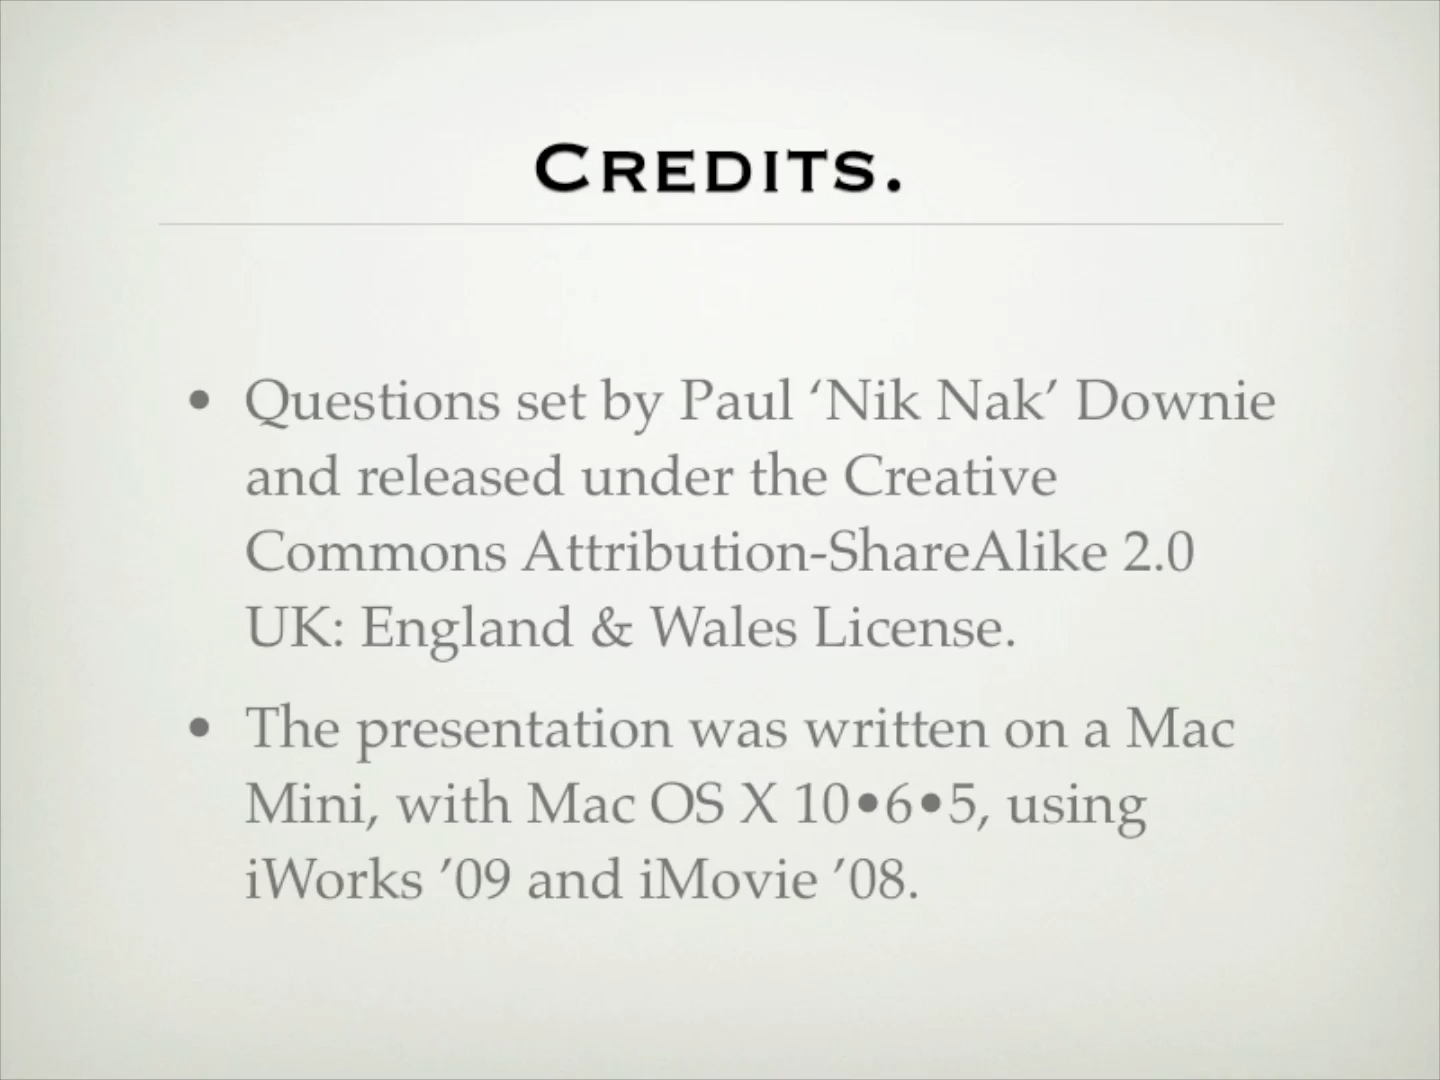 CREDITS.
• Questions set by Paul ‘Nik Nak’ Downie
and released under the Creative
Commons Attribution-ShareAlike 2.0
UK: England & Wales License.
• The presentation was written on a Mac
Mini, with Mac OS X 10•6•5, using
iWorks ’09 and iMovie ’08.